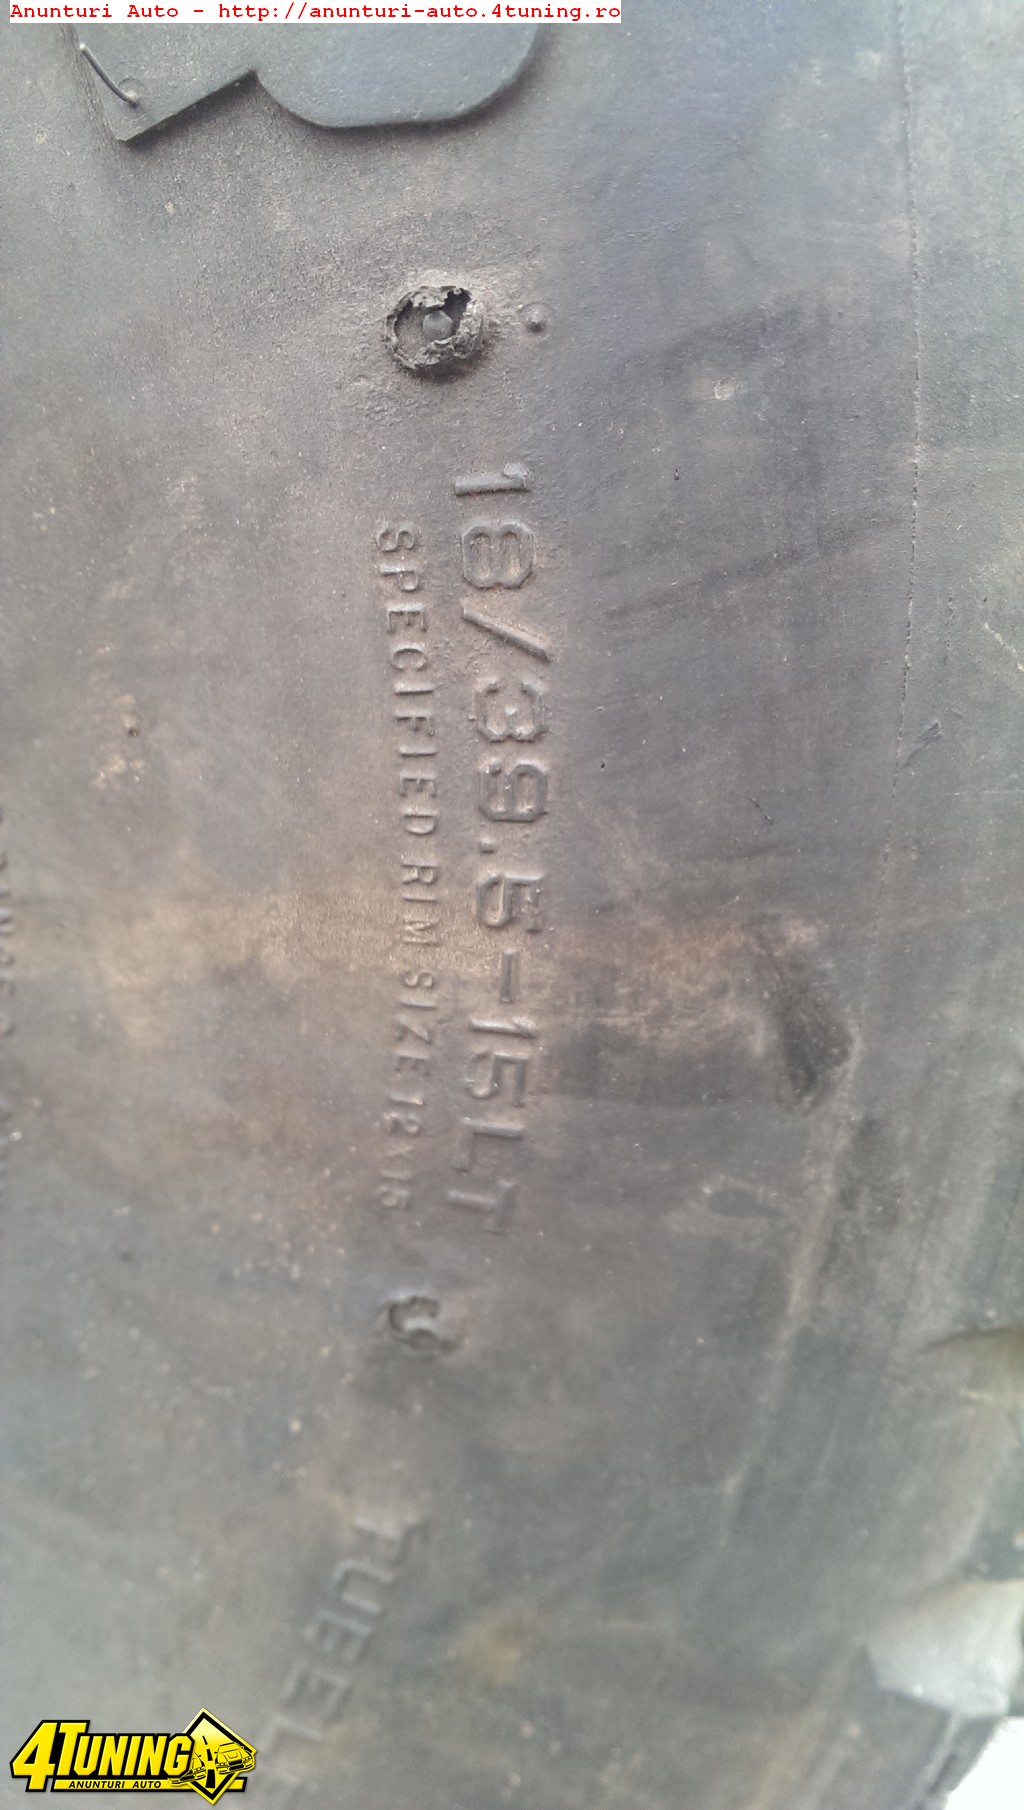 Anunturi Auto - http://anunturi-auto.4tuning.ro
18/39.5-15LT
SPECIFIED RIM SIZE 12X15
4TUNING
ANUNTURI AUTO